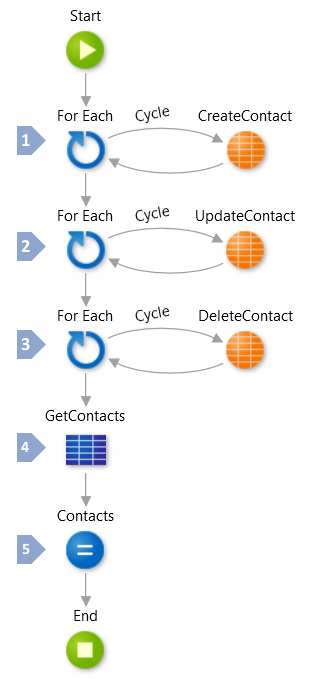 Start
For Each
Cycle
CreateContact
1
For Each
Cycle
UpdateContact
2
For Each
Cycle
DeleteContact
3
GetContacts
4
Contacts
5
=
End